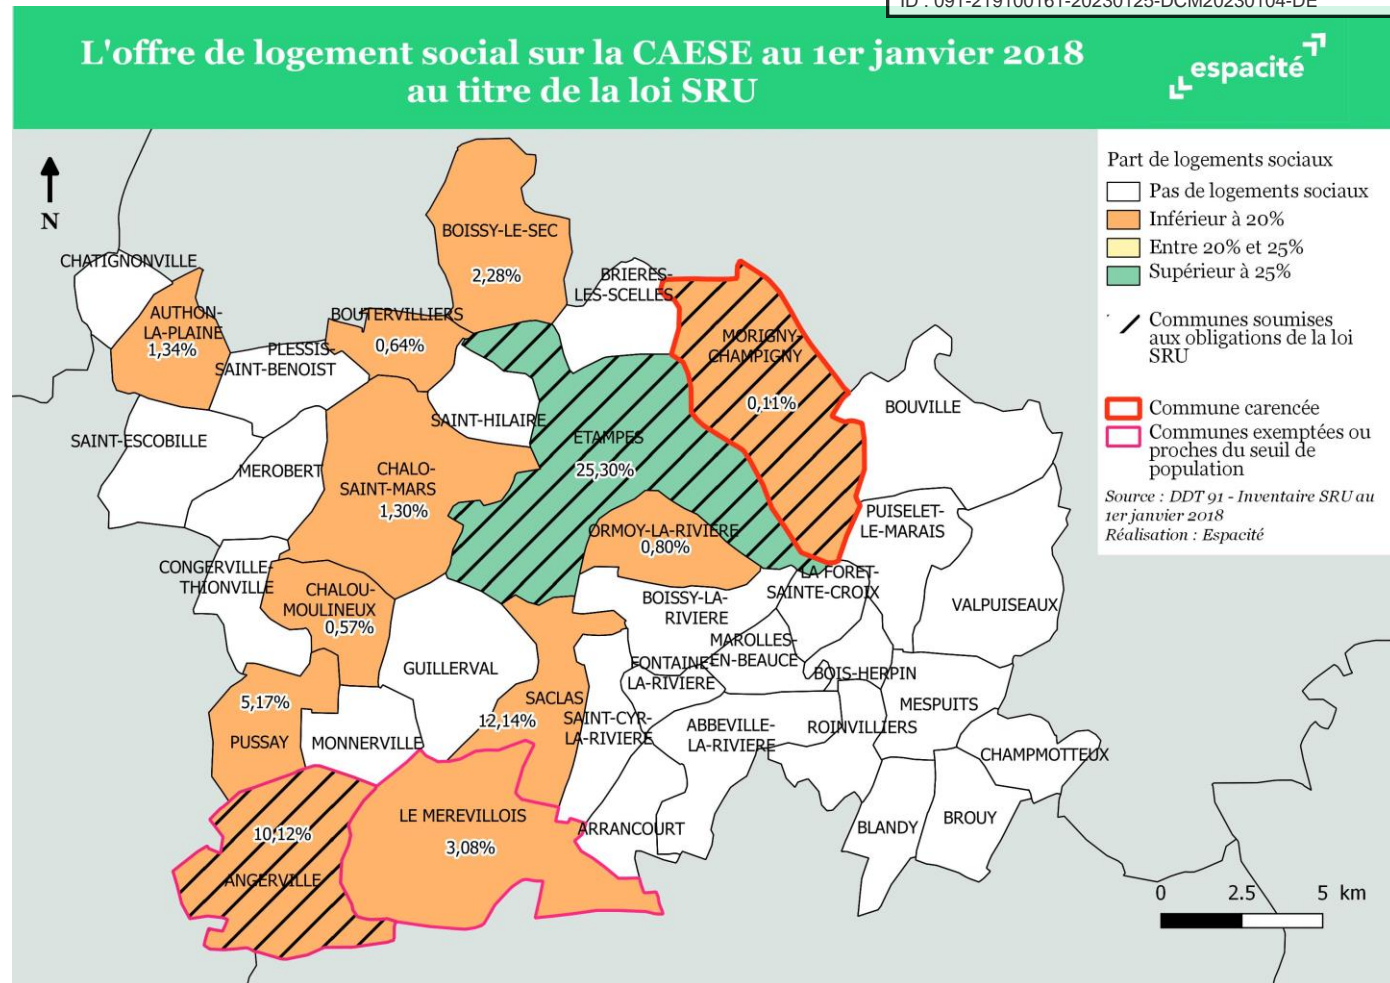 ID : 091-219100161-20230125-DCM20230104-DE
L'offre de logement social sur la CAESE au 1er janvier 2018
au titre de la loi SRU
espacité
N
Part de logements sociaux
Pas de logements sociaux
Inférieur à 20%
Entre 20% et 25%
Supérieur à 25%
Communes soumises
aux obligations de la loi
SRU
Commune carencée
Communes exemptées ou
proches du seuil de
population
Source : DDT 91 - Inventaire SRU au
1er janvier 2018
Réalisation : Espacité
BOISSY-LE-SEC
2,28%
CHATIGNONVILLE
BRIERES-
LES-SCELLES
AUTHON-
LA-PLAINE
1,34%
BOUTERVILLIERS
0,64%
MORIGNY-
CHAMPIGNY
0,11%
PLESSIS-
SAINT-BENOIST
SAINT-HILAIRE
BOUVILLE
SAINT-ESCOBILLE
MEROBERT
ETAMPES
25,30%
CHALO-
SAINT-MARS
1,30%
ORMOY-LA-RIVIERE
0,80%
PUISELET-
LE-MARAIS
CONGERVILLE-
THIONVILLE
CHALOU-
MOULINEUX
0,57%
LA FORET-
SAINTE-CROIX
BOISSY-LA-
RIVIERE
VALPUISEAUX
MAROLLES-
EN-BEAUCE
GUILLERVAL
FONTAINE-
LA-RIVIERE
BOIS-HERPIN
5,17%
PUSSAY
MONNERVILLE
SACLAS
12,14%
SAINT-CYR-
LA-RIVIERE
ABBEVILLE-
LA-RIVIERE
ROINVILLIERS
MESPUITS
CHAMPMOTTEUX
LE MEREVILLOIS
3,08%
10,12%
ANGERVILLE
ARRANCOURT
BLANDY
BROUY
0 2.5 5 km